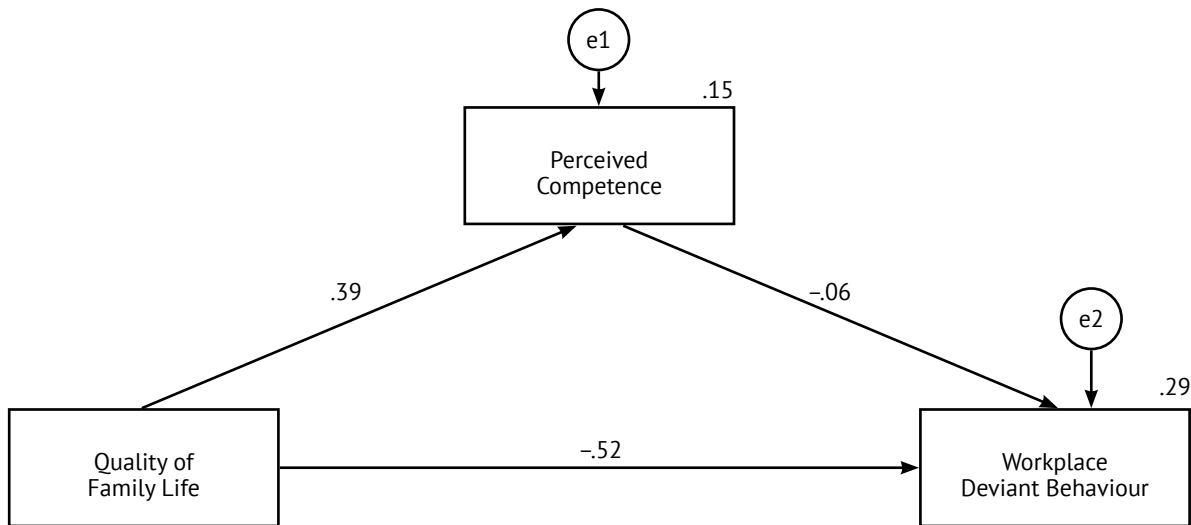 e1
.15
Perceived
Competence
.39
–.06
e2
.29
Quality of
Family Life
–.52
Workplace
Deviant Behaviour